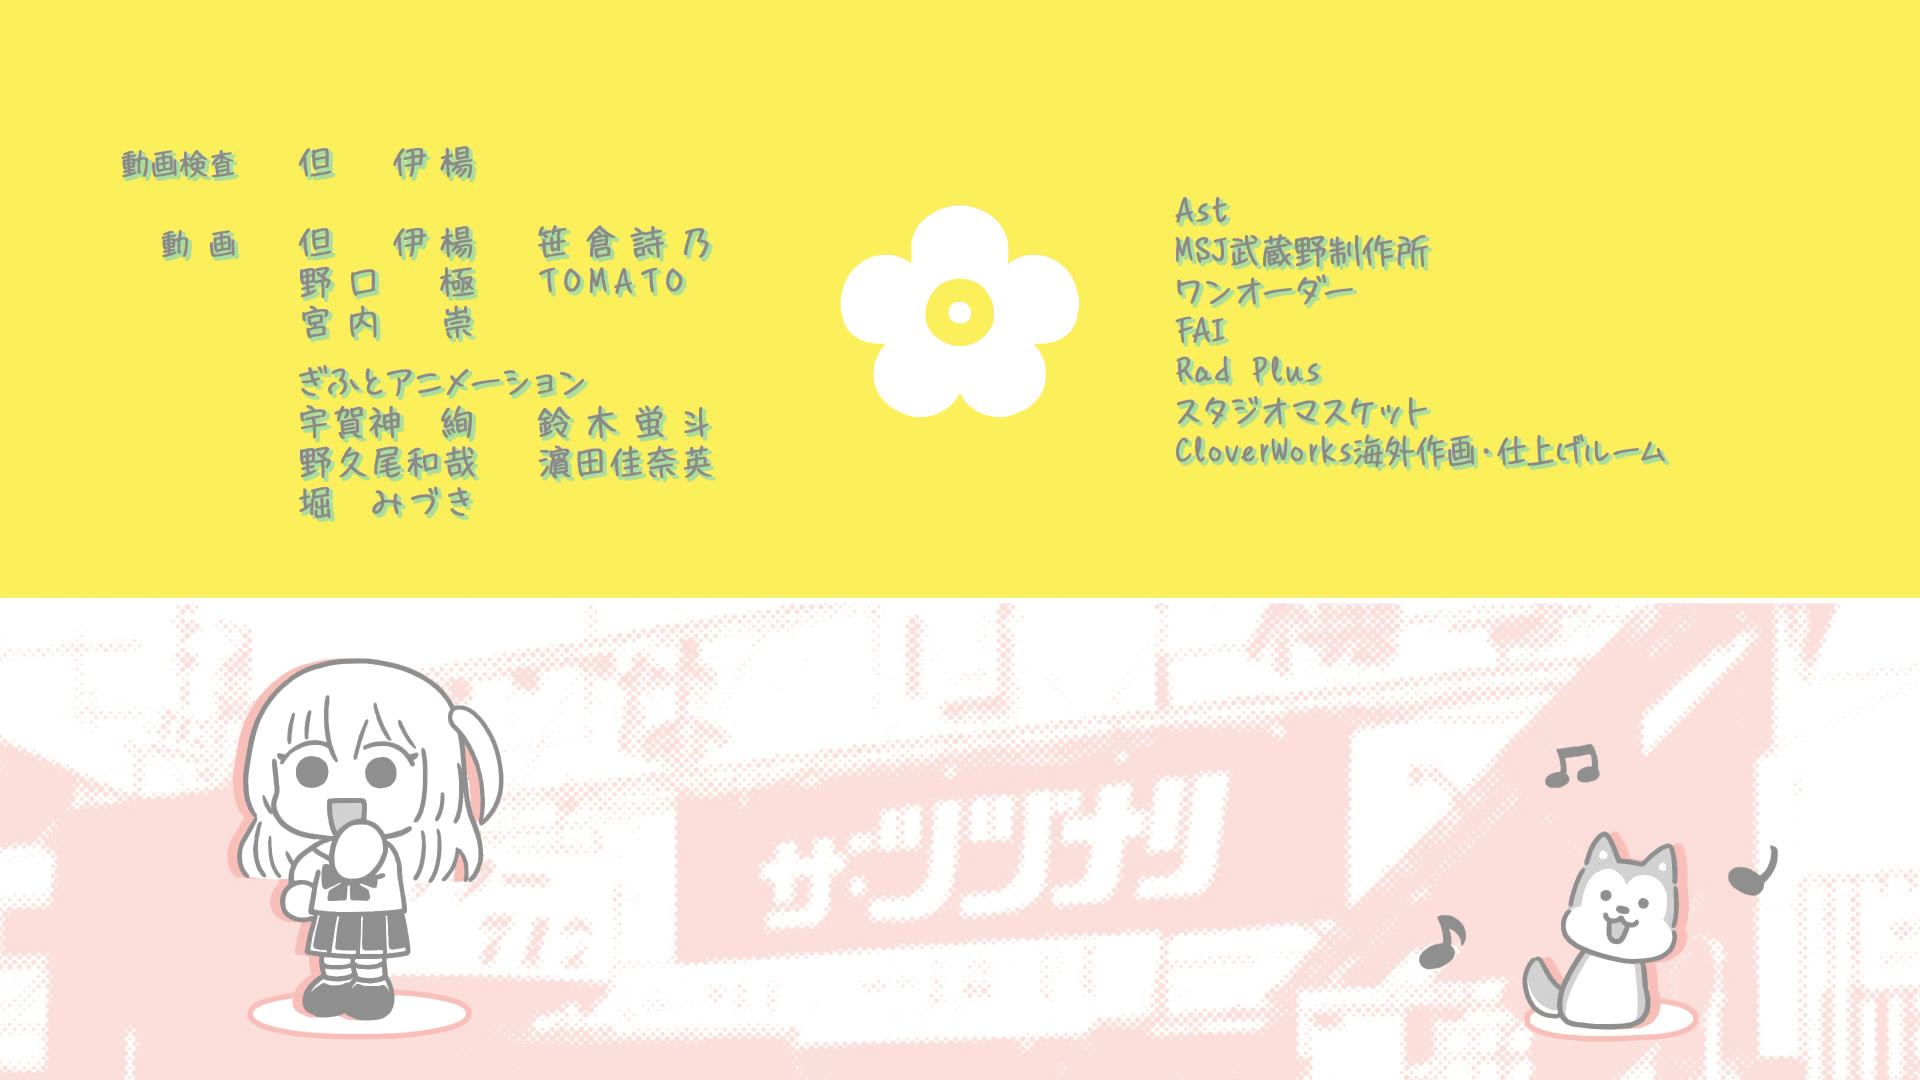 動画検査 但 伊楊
動画 但 伊楊 笹倉詩乃
野口 極 TOMATO
宮内 崇
ぎふとアニメーション
宇賀神 絢 鈴木蛍斗
野久尾和哉 濱田佳奈英
堀 みづき
Ast
MSJ武蔵野制作所
ワンオーダー
FAI
Rad Plus
スタジオマスケット
CloverWorks海外作画・仕上げルーム